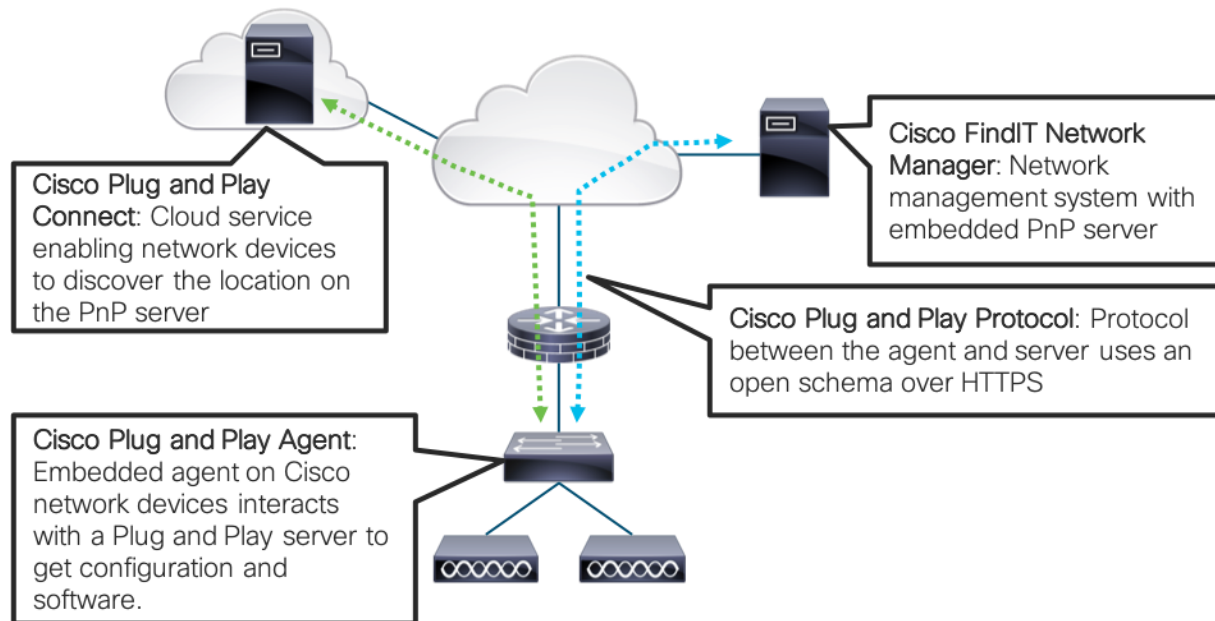 Cisco Plug and Play
Connect: Cloud service
enabling network devices
to discover the location on
the PnP server
Cisco FindIT Network
Manager: Network
management system with
embedded PnP server
Cisco Plug and Play Protocol: Protocol
between the agent and server uses an
open schema over HTTPS
Cisco Plug and Play Agent:
Embedded agent on Cisco
network devices interacts
with a Plug and Play server to
get configuration and
software.